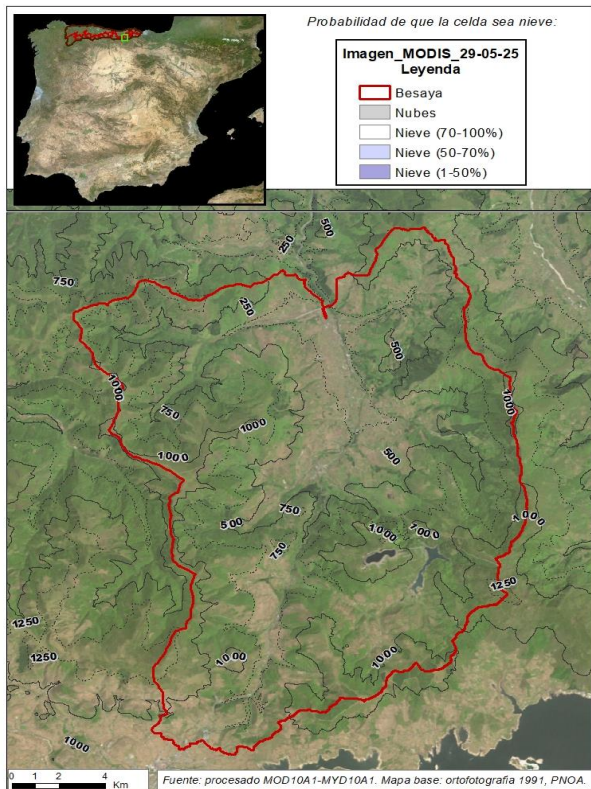 Probabilidad de que la celda sea nieve:
Imagen_MODIS_29-05-25
Leyenda
Besaya
Nubes
Nieve (70-100%)
Nieve (50-70%)
Nieve (1-50%)
500
250
750
250
500
1000
1000
750
1000
1000
500
500
750
1000
1000
1000
750
1250
1250
1250
1000
1000
1000
0 1 2 4
Km
Fuente: procesado MOD10A1-MYD10A1. Mapa base: ortofotografia 1991, PNOA.